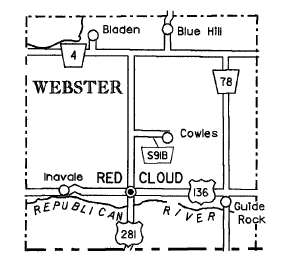 Bladen
Blue Hill
4
78
WEBSTER
Cowles
S91B
Inavale
RED CLOUD
136
REPUBLICAN RIVER
Guide
Rock
281